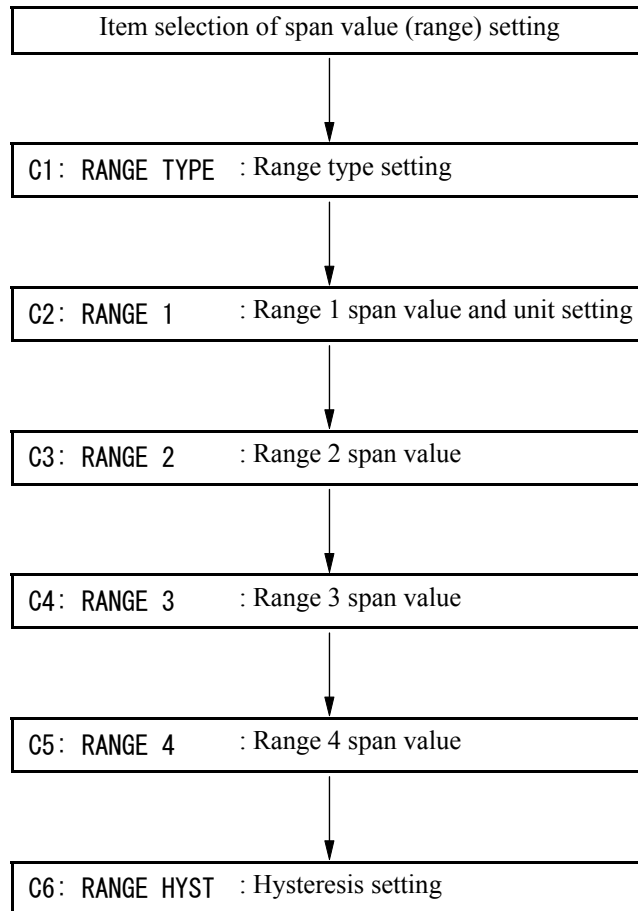 Item selection of span value (range) setting
C1: RANGE TYPE : Range type setting
C2: RANGE 1 : Range 1 span value and unit setting
C3: RANGE 2 : Range 2 span value
C4: RANGE 3 : Range 3 span value
C5: RANGE 4 : Range 4 span value
C6: RANGE HYST : Hysteresis setting